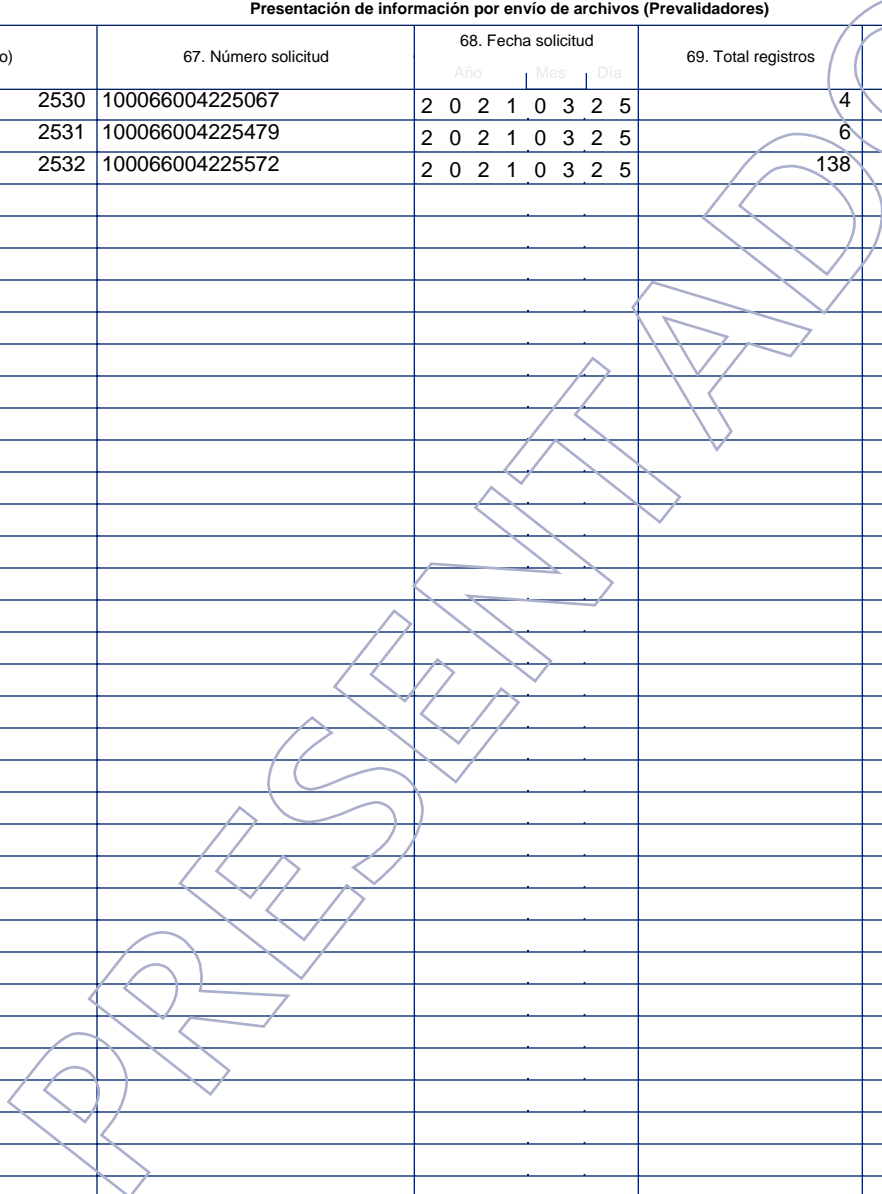 Presentación de información por envío de archivos (Prevalidadores)
o) 67. Número solicitud 68. Fecha solicitud 69. Total registros
Año Mes Día
2530 100066004225067 2 0 2 1 0 3 2 5 4
2531 100066004225479 2 0 2 1 0 3 2 5 6
2532 100066004225572 2 0 2 1 0 3 2 5 138
PRESENTADO